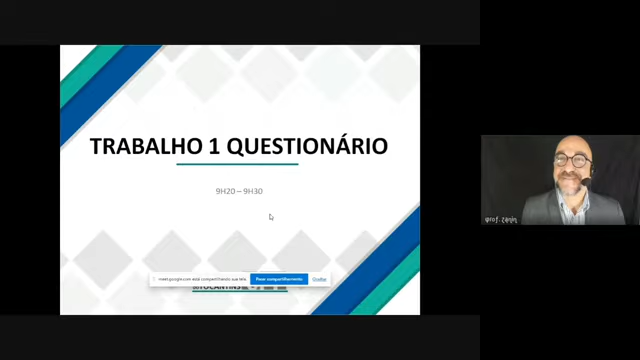 TRABALHO 1 QUESTIONÁRIO
9H20 – 9H30
meet.google.com está compartilhando sua tela.
Parar compartilhamento
Ocultar
TOCANTINS
prof. zanin